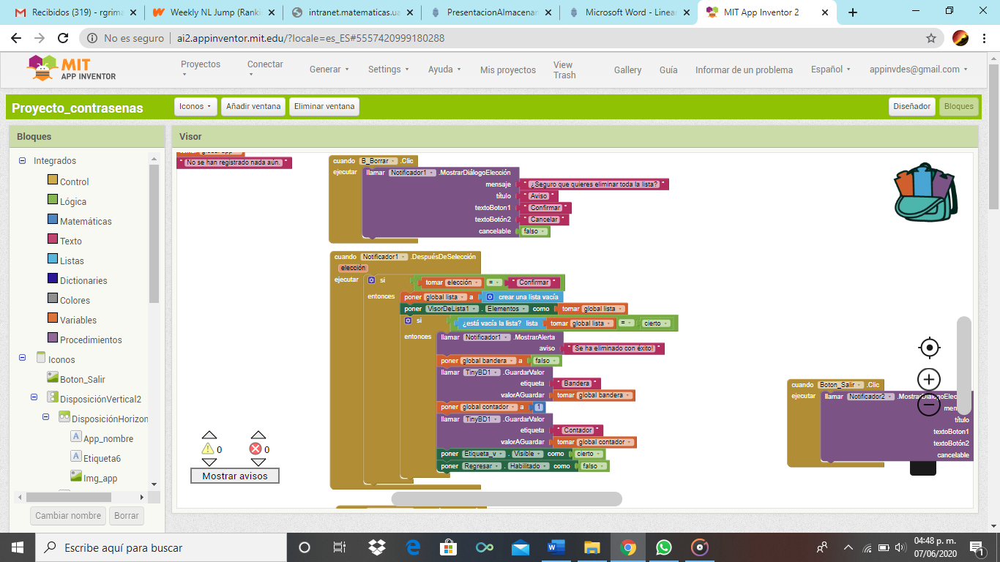 Recibidos (319) - rgrima
Weekly NL Jump (Ranki
intranet.matematicas.ua
PresentacionAlmacenar
Microsoft Word - Linear
MIT App Inventor 2
No es seguro | ai2.appinventor.mit.edu/?locale=es_ES#5557420999180288
MIT
APP INVENTOR
Proyectos
Conectar
Generar
Settings
Ayuda
Mis proyectos
View Trash
Gallery
Guía
Informar de un problema
Español
appinvdes@gmail.com
Proyecto_contrasenas
Iconos
Añadir ventana
Eliminar ventana
Diseñador
Bloques
Bloques
Visor
Integrados
Control
Lógica
Matemáticas
Texto
Listas
Dictionaries
Colores
Variables
Procedimientos
Iconos
Boton_Salir
DisposiciónVertical2
DisposiciónHorizon
App_nombre
Etiqueta6
Img_app
Cambiar nombre
Borrar
" No se han registrado nada aún. "
cuando B_Borrar .Clic
ejecutar llamar Notificador1 .MostrarDiálogoElección
mensaje " ¿Seguro que quieres eliminar toda la lista? "
título " Aviso "
textoBoton1 " Confirmar "
textoBotón2 " Cancelar "
cancelable falso
cuando Notificador1 .DespuésDeSelección
elección
ejecutar si tomar elección = " Confirmar "
entonces poner global lista a crear una lista vacía
poner VisorDeLista1 . Elementos como tomar global lista
si ¿está vacía la lista? lista tomar global lista = cierto
entonces llamar Notificador1 .MostrarAlerta
aviso " Se ha eliminado con éxito! "
poner global bandera a falso
llamar TinyBD1 .GuardarValor
etiqueta " Bandera "
valorAGuardar tomar global bandera
poner global contador a 1
llamar TinyBD1 .GuardarValor
etiqueta " Contador "
valorAGuardar tomar global contador
poner Etiqueta_v . Visible como cierto
poner Regresar . Habilitado como falso
cuando Boton_Salir .Clic
ejecutar llamar Notificador2 .MostrarDiálogoElecc
men
título
textoBoton1
textoBotón2
cancelable
0
0
Mostrar avisos
Escribe aquí para buscar
04:48 p. m.
07/06/2020
1